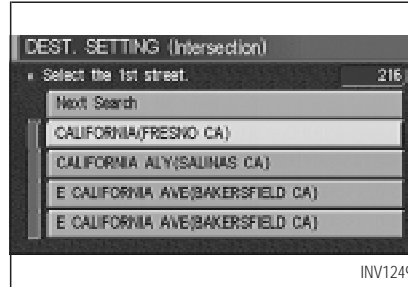 DEST. SETTING (Intersection)
Select the 1st street. 216
Next Search
CALIFORNIA(FRESNO CA)
CALIFORNIA ALY(SALINAS CA)
E CALIFORNIA AVE(BAKERSFIELD CA)
E CALIFORNIA AVE(BAKERSFIELD CA)
INV1249